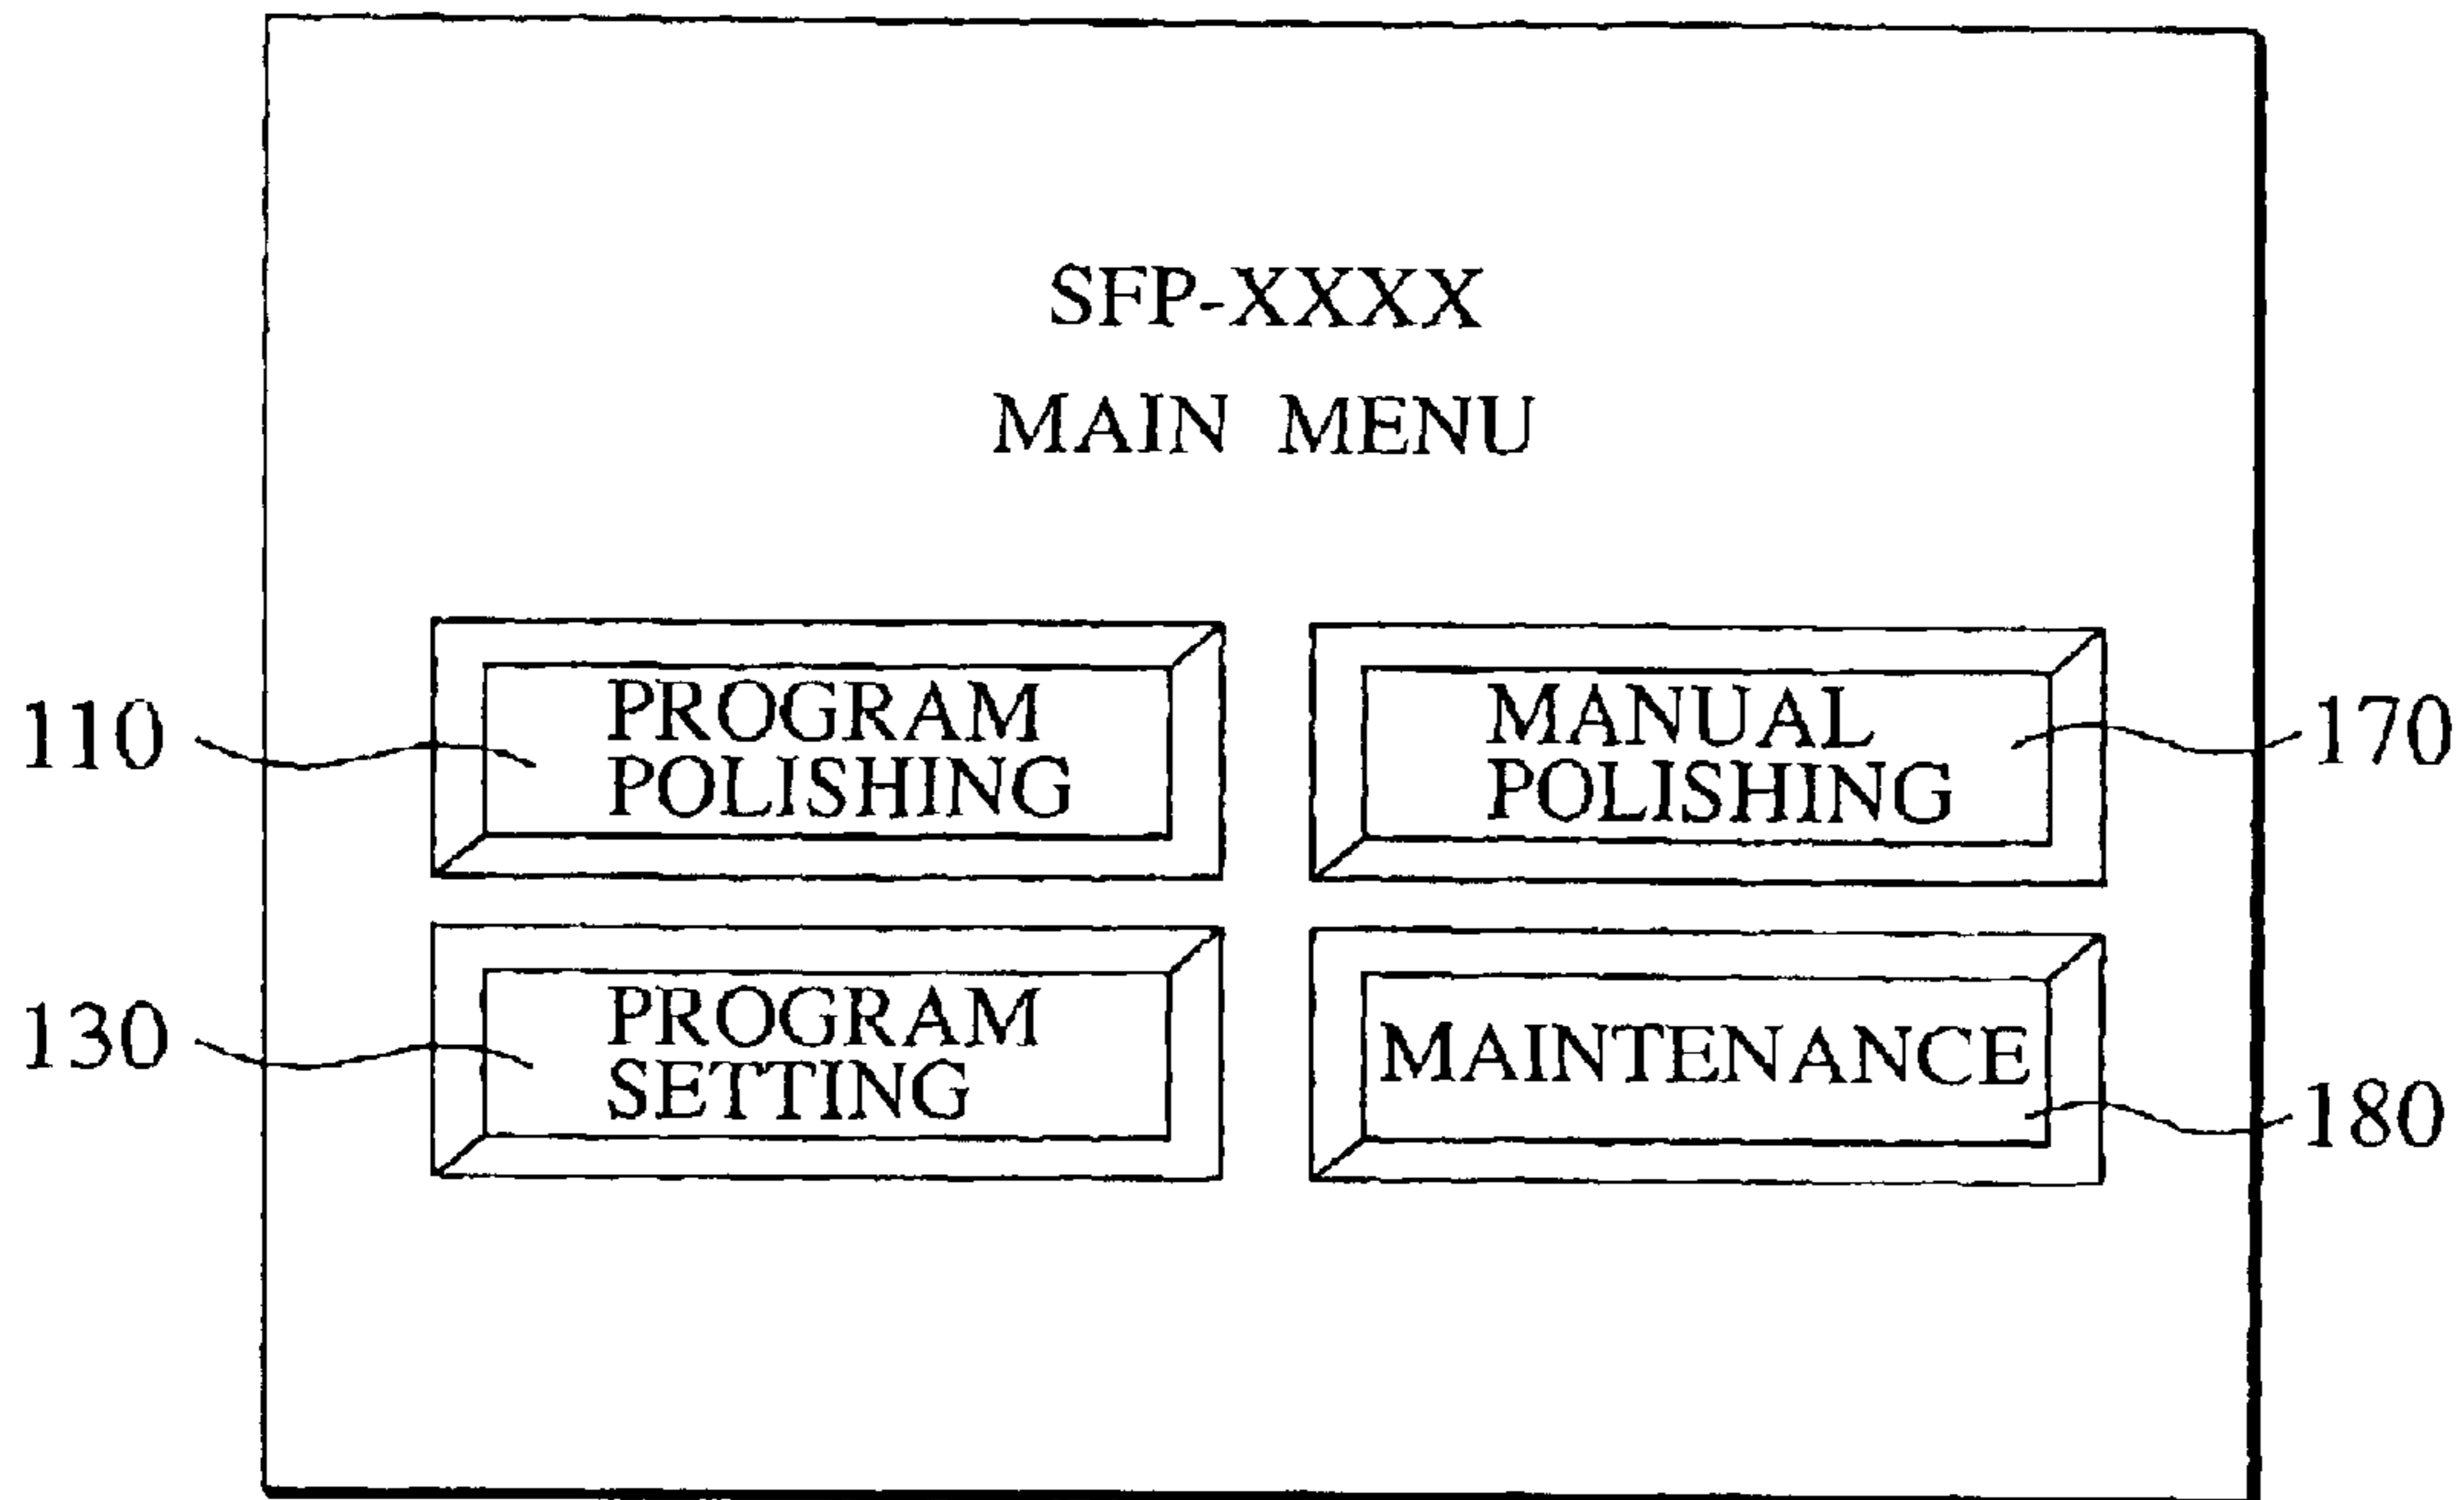 SFP-XXXX
MAIN MENU
110
PROGRAM
POLISHING
MANUAL
POLISHING
170
130
PROGRAM
SETTING
MAINTENANCE
180